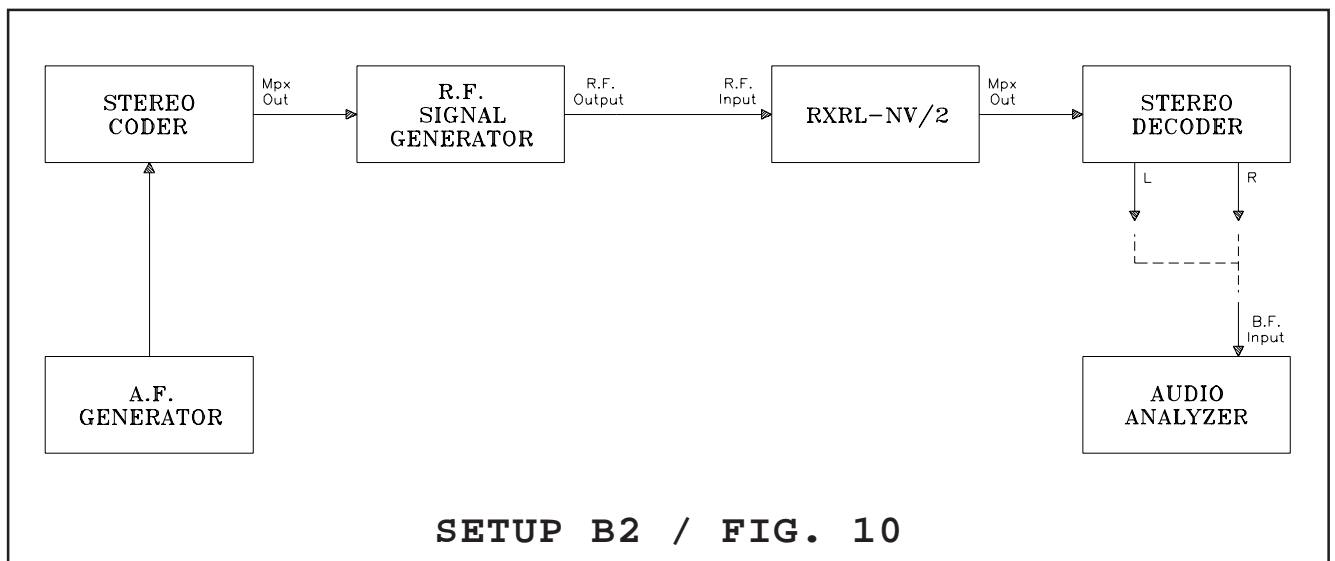 STEREO
CODER
Mpx
Out
R.F.
SIGNAL
GENERATOR
R.F.
Output
R.F.
Input
RXRL-NV/2
Mpx
Out
STEREO
DECODER
L
R
B.F.
Input
A.F.
GENERATOR
AUDIO
ANALYZER
SETUP B2 / FIG. 10